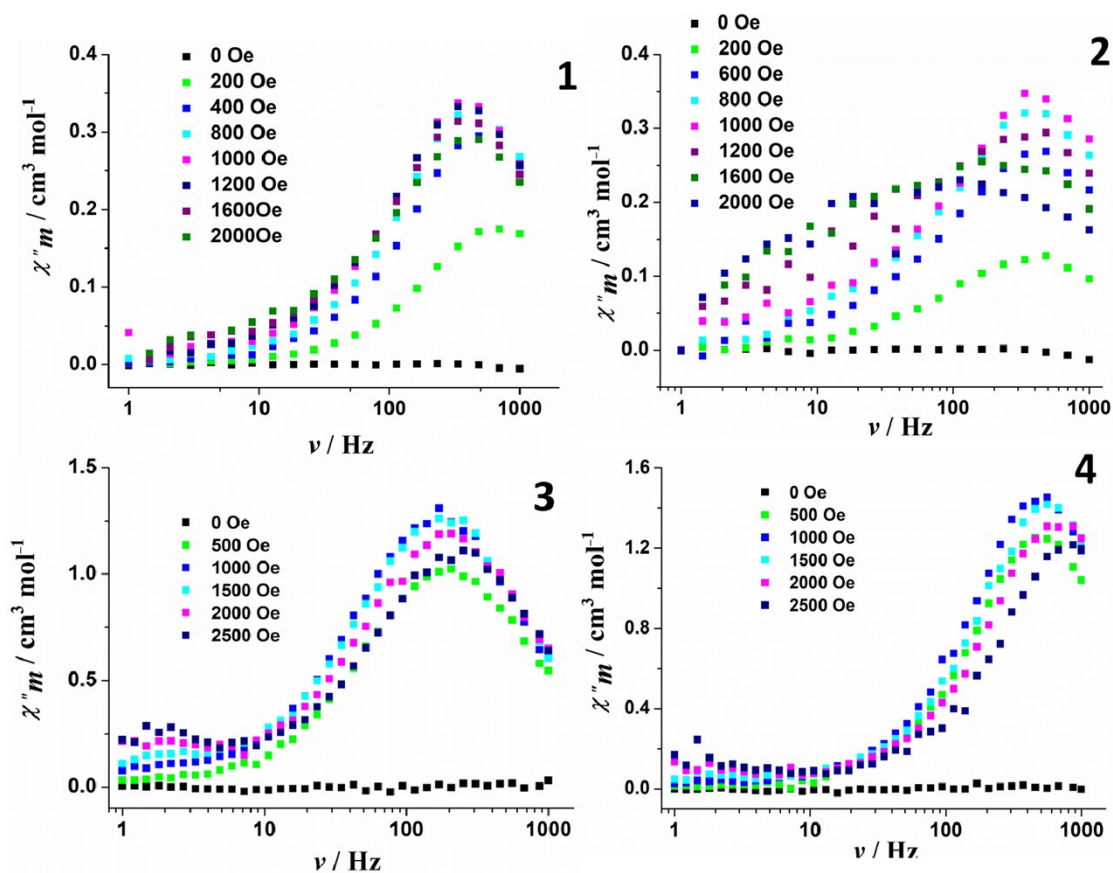 1
0.4
0.3
0.2
0.1
0.0
χ"m / cm³ mol⁻¹
0 Oe
200 Oe
400 Oe
800 Oe
1000 Oe
1200 Oe
1600Oe
2000Oe
1 10 100 1000
ν / Hz
2
0.4
0.3
0.2
0.1
0.0
χ"m / cm³ mol⁻¹
0 Oe
200 Oe
600 Oe
800 Oe
1000 Oe
1200 Oe
1600 Oe
2000 Oe
1 10 100 1000
ν / Hz
3
1.5
1.0
0.5
0.0
χ"m / cm³ mol⁻¹
0 Oe
500 Oe
1000 Oe
1500 Oe
2000 Oe
2500 Oe
1 10 100 1000
ν / Hz
4
1.6
1.2
0.8
0.4
0.0
χ"m / cm³ mol⁻¹
0 Oe
500 Oe
1000 Oe
1500 Oe
2000 Oe
2500 Oe
1 10 100 1000
ν / Hz